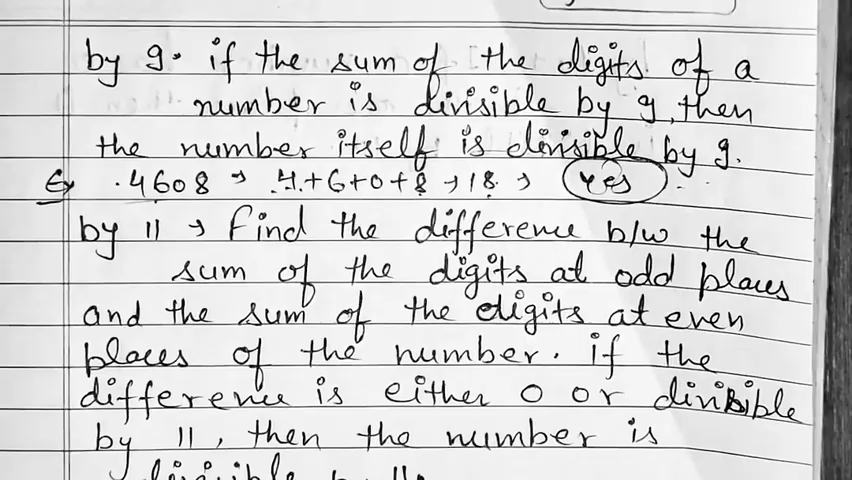 by 9. if the sum of the digits of a
number is divisible by 9, then
the number itself is divisible by 9.
Eg .4608 → 4+6+0+8 → 18 → Yes
by 11 → Find the difference b/w the
sum of the digits at odd places
and the sum of the digits at even
places of the number. if the
difference is either 0 or divisible
by 11, then the number is
divisible by 11.